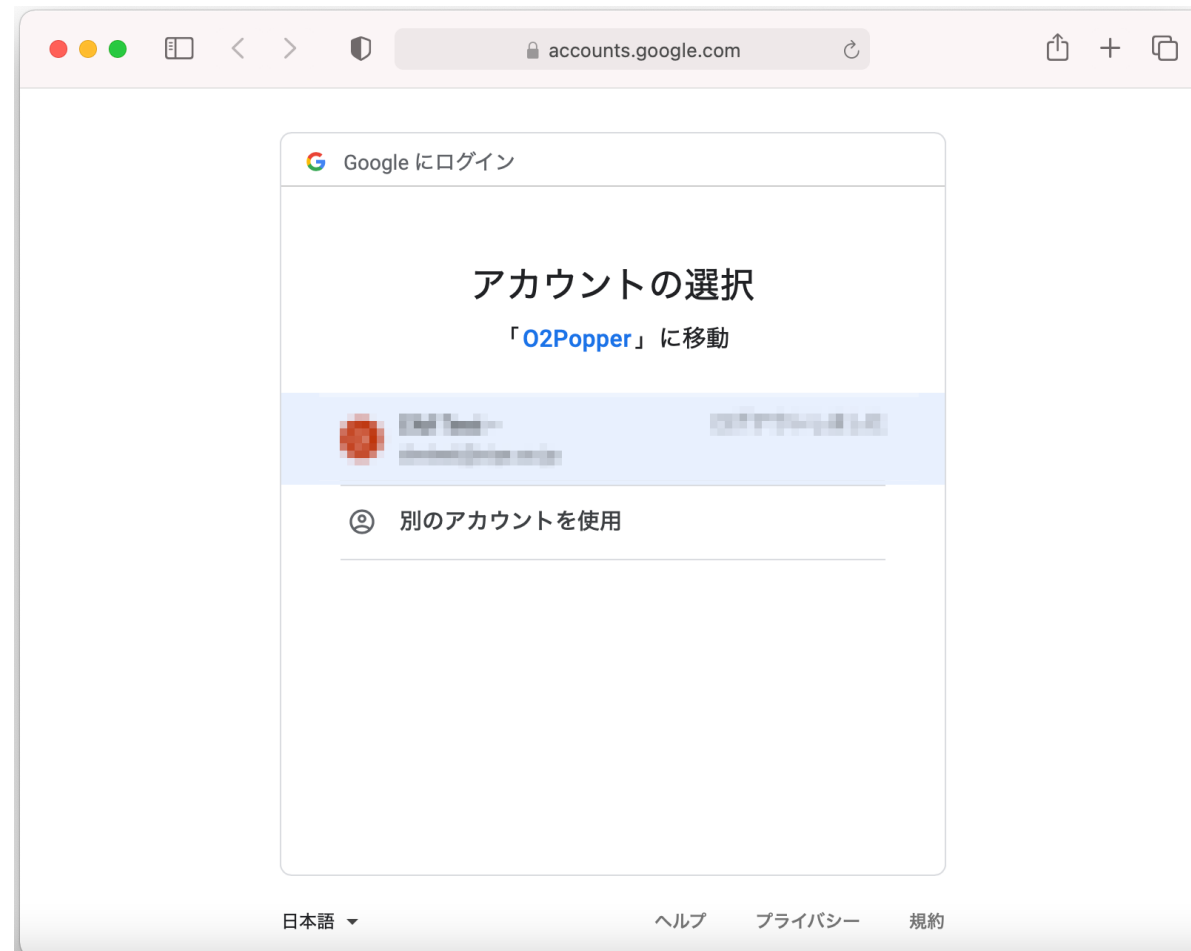 accounts.google.com
Google にログイン
アカウントの選択
「O2Popper」に移動
別のアカウントを使用
日本語 ヘルプ プライバシー 規約